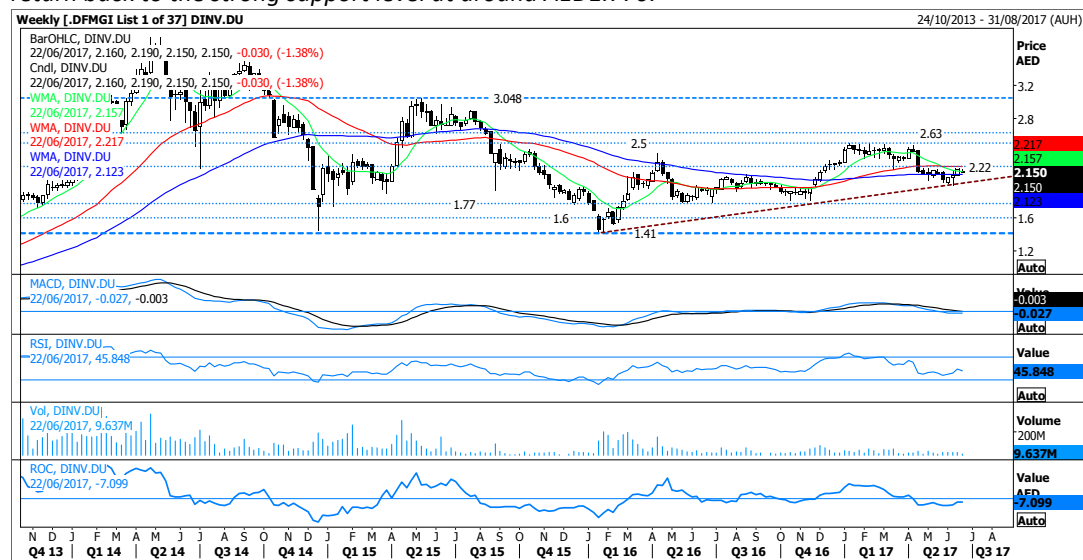 Weekly [.DFMGI List 1 of 37] DINV.DU
24/10/2013 - 31/08/2017 (AUH)
BarOHLC, DINV.DU
22/06/2017, 2.160, 2.190, 2.150, 2.150, -0.030, (-1.38%)
Cndl, DINV.DU
22/06/2017, 2.160, 2.190, 2.150, 2.150, -0.030, (-1.38%)
WMA, DINV.DU
22/06/2017, 2.157
WMA, DINV.DU
22/06/2017, 2.217
WMA, DINV.DU
22/06/2017, 2.123
Price
AED
3.2
2.8
2.217
2.157
2.150
2.150
2.123
1.6
1.2
Auto
3.048
2.5
2.63
2.22
1.77
1.6
1.41
MACD, DINV.DU
22/06/2017, -0.027, -0.003
Value
-0.003
-0.027
Auto
RSI, DINV.DU
22/06/2017, 45.848
Value
45.848
Auto
Vol, DINV.DU
22/06/2017, 9.637M
Volume
200M
9.637M
ROC, DINV.DU
22/06/2017, -7.099
Value
AED
-7.099
Auto
N D J F M A M J J A S O N D J F M A M J J A S O N D J F M A M J J A S O N D J F M A M J J A
Q4 13 Q1 14 Q2 14 Q3 14 Q4 14 Q1 15 Q2 15 Q3 15 Q4 15 Q1 16 Q2 16 Q3 16 Q4 16 Q1 17 Q2 17 Q3 17